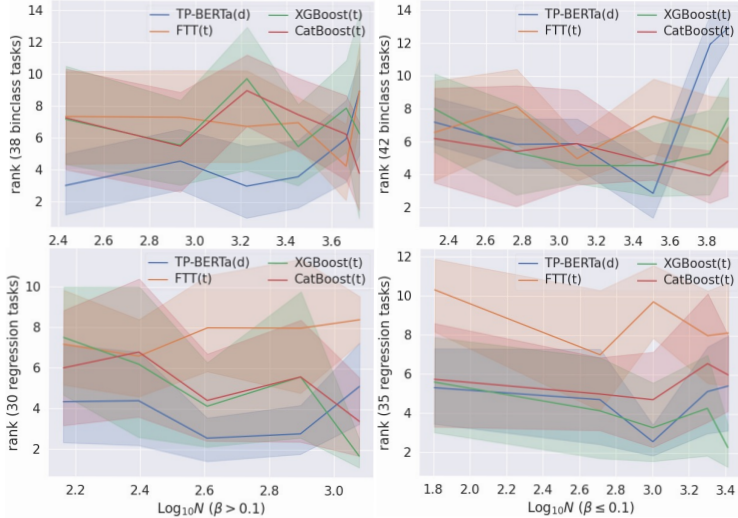 TP-BERTa(d) XGBoost(t)
FTT(t) CatBoost(t)
rank (38 binclass tasks)
14
12
10
8
6
4
2
2.4 2.6 2.8 3.0 3.2 3.4 3.6
TP-BERTa(d) XGBoost(t)
FTT(t) CatBoost(t)
rank (42 binclass tasks)
14
12
10
8
6
4
2
2.4 2.6 2.8 3.0 3.2 3.4 3.6 3.8
TP-BERTa(d) XGBoost(t)
FTT(t) CatBoost(t)
rank (30 regression tasks)
10
8
6
4
2
2.2 2.4 2.6 2.8 3.0
Log₁₀N (β > 0.1)
TP-BERTa(d) XGBoost(t)
FTT(t) CatBoost(t)
rank (35 regression tasks)
12
10
8
6
4
2
1.8 2.0 2.2 2.4 2.6 2.8 3.0 3.2 3.4
Log₁₀N (β ≤ 0.1)